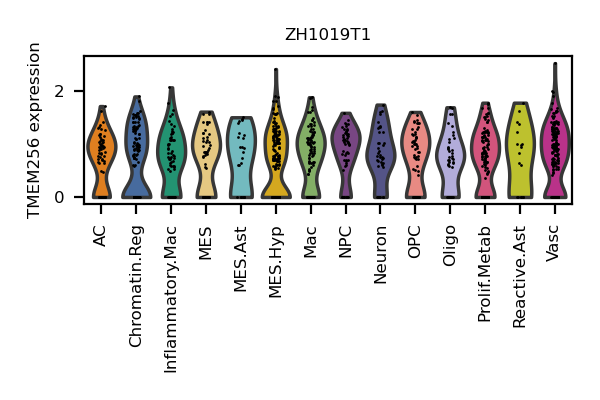 ZH1019T1
TMEM256 expression
2
0
AC
Chromatin.Reg
Inflammatory.Mac
MES
MES.Ast
MES.Hyp
Mac
NPC
Neuron
OPC
Oligo
Prolif.Metab
Reactive.Ast
Vasc